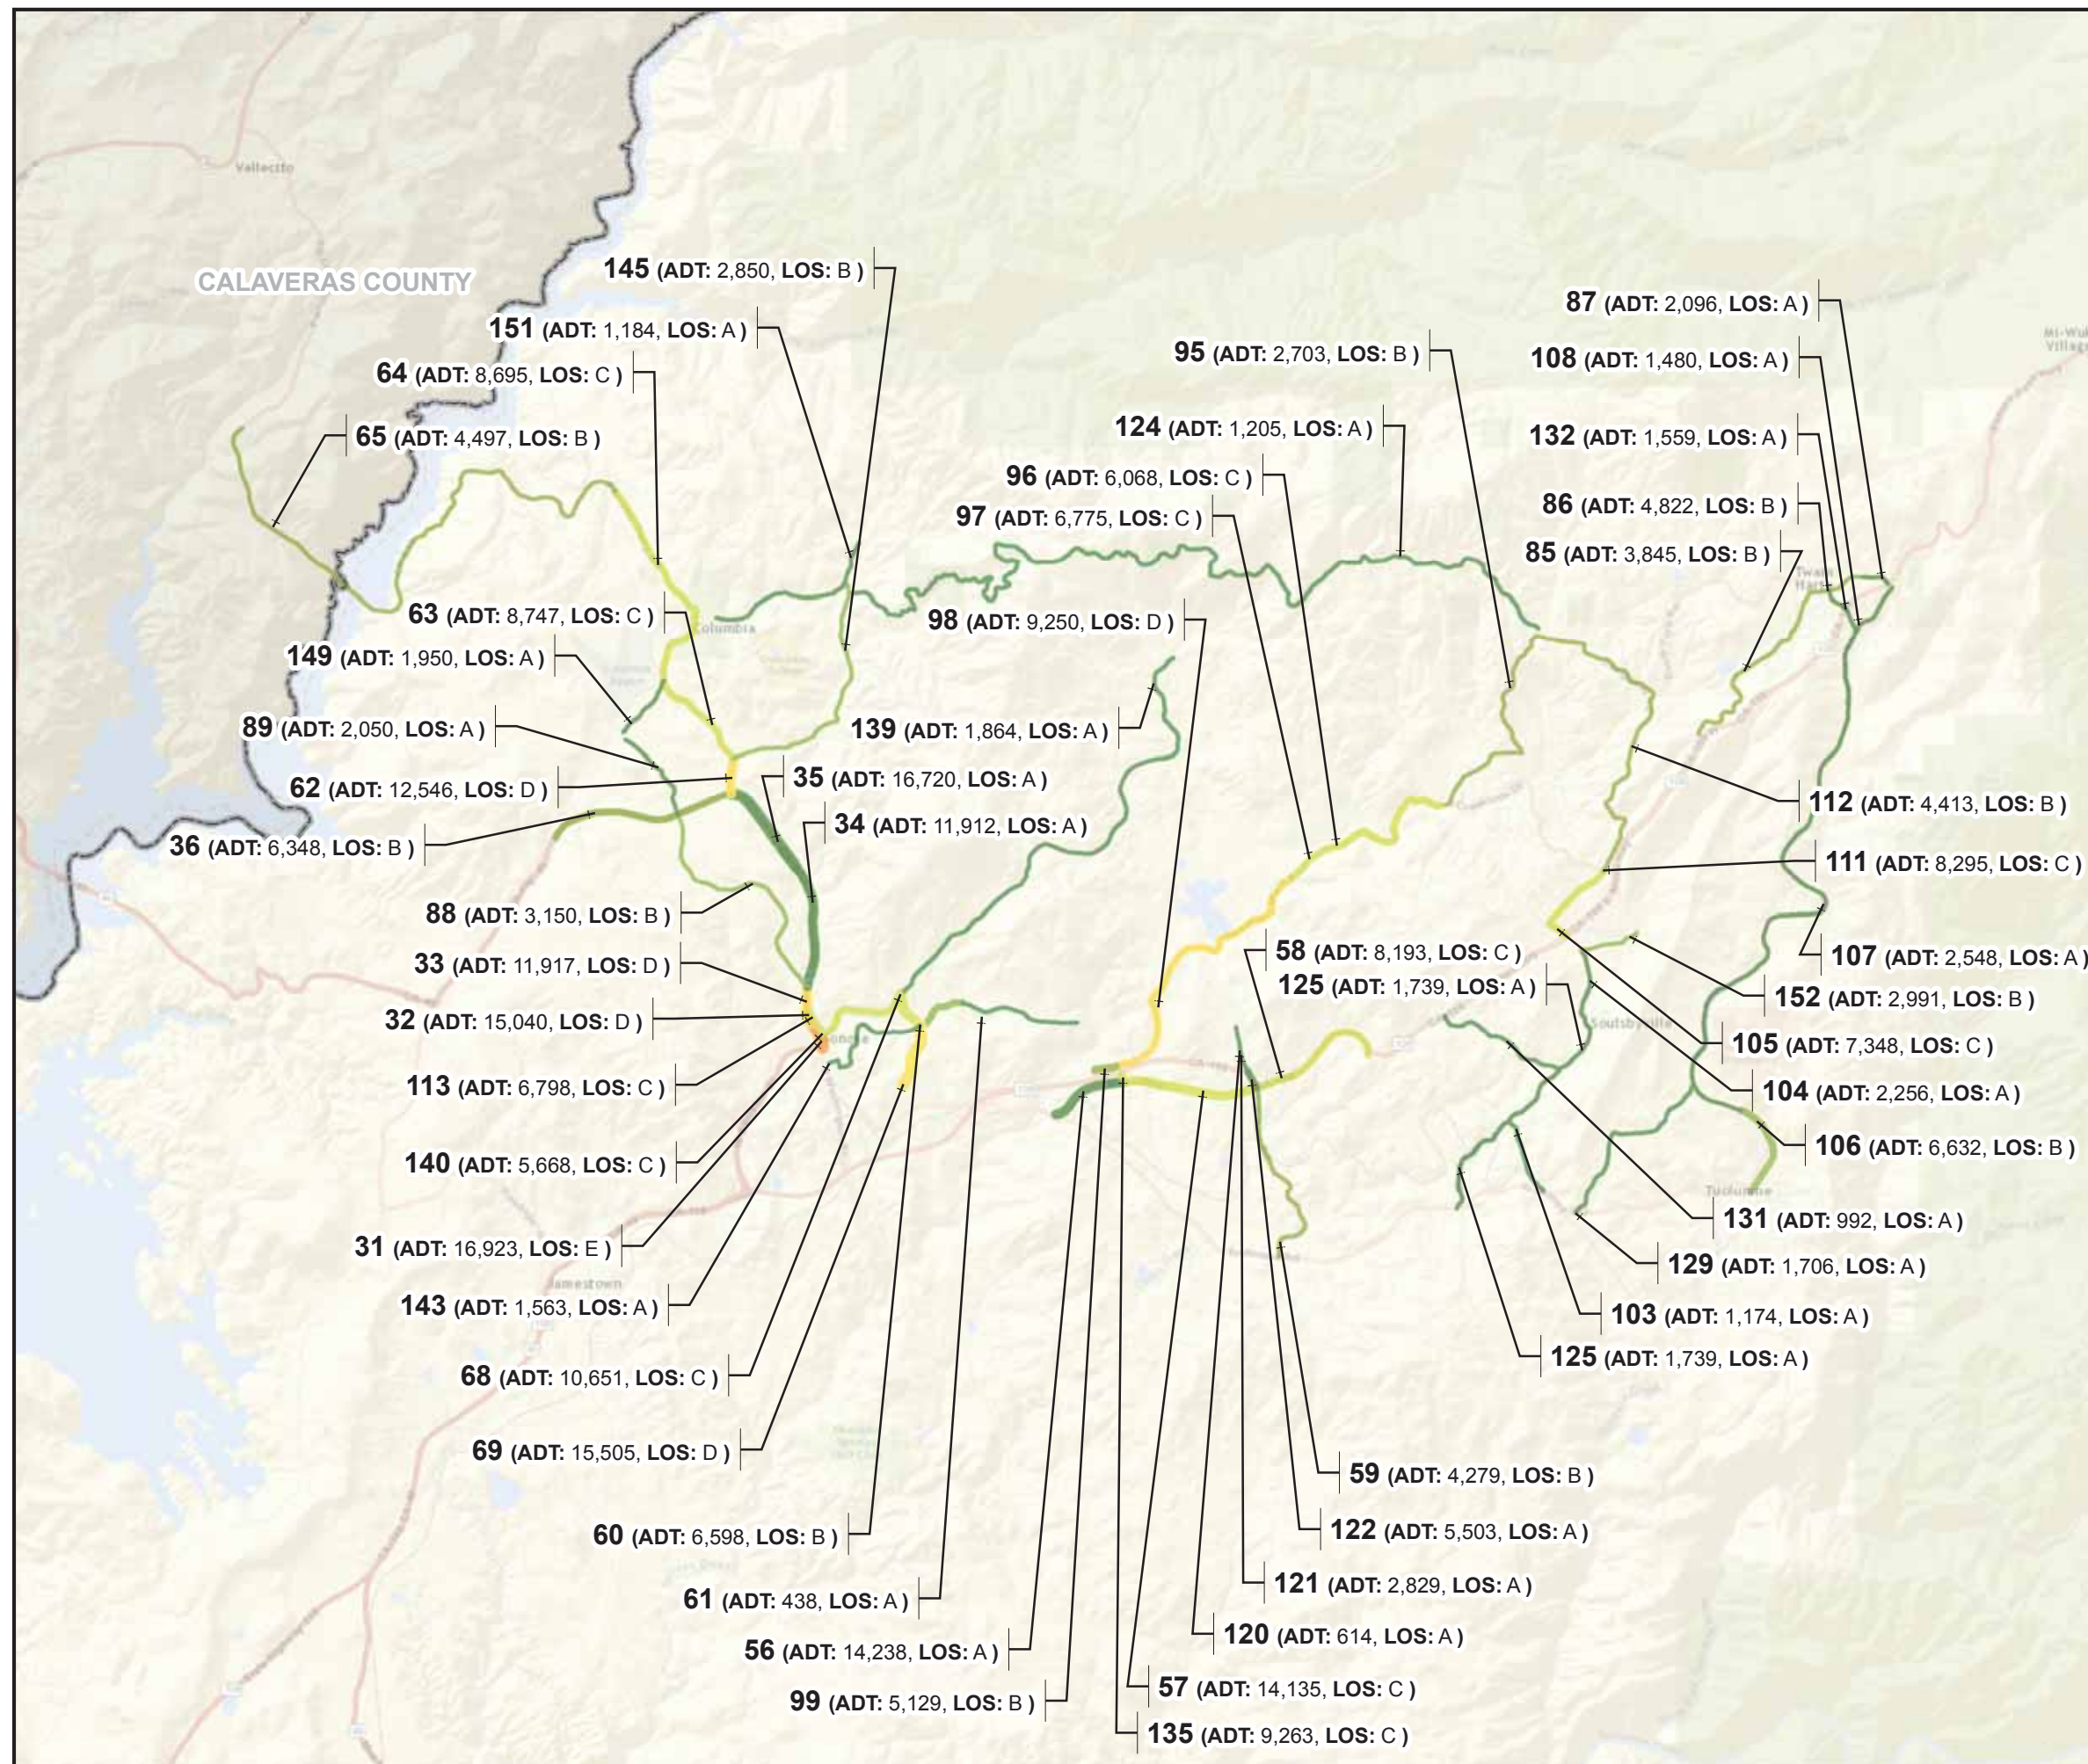 Vallecito
CALAVERAS COUNTY
145 (ADT: 2,850, LOS: B )
87 (ADT: 2,096, LOS: A )
151 (ADT: 1,184, LOS: A )
95 (ADT: 2,703, LOS: B )
108 (ADT: 1,480, LOS: A )
64 (ADT: 8,695, LOS: C )
65 (ADT: 4,497, LOS: B )
124 (ADT: 1,205, LOS: A )
132 (ADT: 1,559, LOS: A )
96 (ADT: 6,068, LOS: C )
86 (ADT: 4,822, LOS: B )
97 (ADT: 6,775, LOS: C )
85 (ADT: 3,845, LOS: B )
63 (ADT: 8,747, LOS: C )
Columbia
98 (ADT: 9,250, LOS: D )
149 (ADT: 1,950, LOS: A )
89 (ADT: 2,050, LOS: A )
139 (ADT: 1,864, LOS: A )
62 (ADT: 12,546, LOS: D )
35 (ADT: 16,720, LOS: A )
112 (ADT: 4,413, LOS: B )
34 (ADT: 11,912, LOS: A )
36 (ADT: 6,348, LOS: B )
111 (ADT: 8,295, LOS: C )
88 (ADT: 3,150, LOS: B )
58 (ADT: 8,193, LOS: C )
107 (ADT: 2,548, LOS: A )
33 (ADT: 11,917, LOS: D )
125 (ADT: 1,739, LOS: A )
152 (ADT: 2,991, LOS: B )
32 (ADT: 15,040, LOS: D )
Soulsbyville
105 (ADT: 7,348, LOS: C )
113 (ADT: 6,798, LOS: C )
104 (ADT: 2,256, LOS: A )
106 (ADT: 6,632, LOS: B )
140 (ADT: 5,668, LOS: C )
Tuolumne
131 (ADT: 992, LOS: A )
31 (ADT: 16,923, LOS: E )
129 (ADT: 1,706, LOS: A )
Jamestown
143 (ADT: 1,563, LOS: A )
103 (ADT: 1,174, LOS: A )
125 (ADT: 1,739, LOS: A )
68 (ADT: 10,651, LOS: C )
69 (ADT: 15,505, LOS: D )
59 (ADT: 4,279, LOS: B )
60 (ADT: 6,598, LOS: B )
122 (ADT: 5,503, LOS: A )
121 (ADT: 2,829, LOS: A )
61 (ADT: 438, LOS: A )
120 (ADT: 614, LOS: A )
56 (ADT: 14,238, LOS: A )
57 (ADT: 14,135, LOS: C )
99 (ADT: 5,129, LOS: B )
135 (ADT: 9,263, LOS: C )